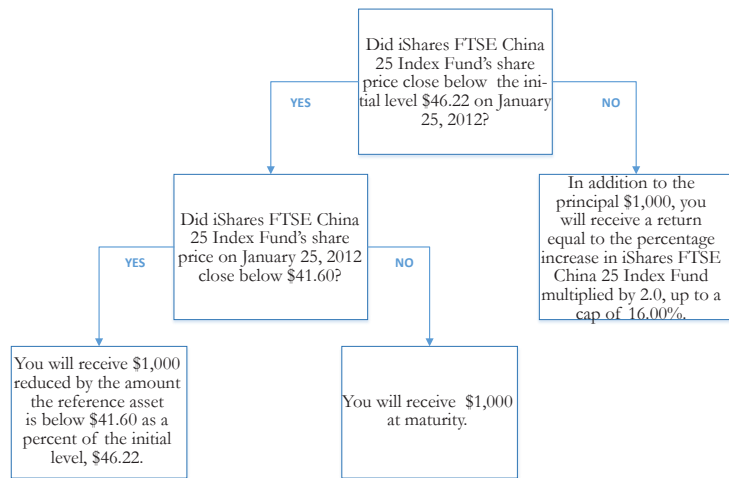 Did iShares FTSE China
25 Index Fund's share
price close below the ini-
tial level $46.22 on January
25, 2012?
YES
NO
Did iShares FTSE China
25 Index Fund's share
price on January 25, 2012
close below $41.60?
In addition to the
principal $1,000, you
will receive a return
equal to the percentage
increase in iShares FTSE
China 25 Index Fund
multiplied by 2.0, up to a
cap of 16.00%.
YES
NO
You will receive $1,000
reduced by the amount
the reference asset
is below $41.60 as a
percent of the initial
level, $46.22.
You will receive $1,000
at maturity.